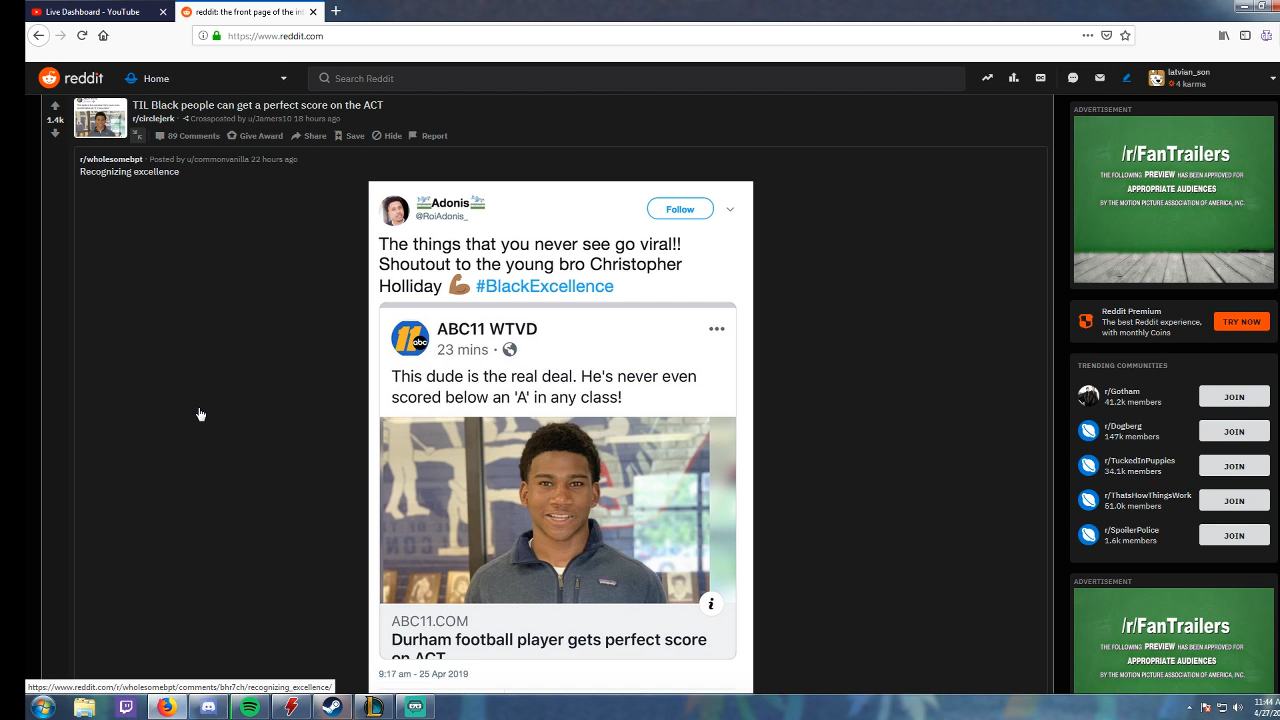 Live Dashboard - YouTube
reddit: the front page of the in
https://www.reddit.com
reddit
Home
Search Reddit
latvian_son
4 karma
1.4k
TIL Black people can get a perfect score on the ACT
r/circlejerk · Crossposted by u/Jamers10 18 hours ago
89 Comments Give Award Share Save Hide Report
r/wholesomebpt · Posted by u/commonvanilla 22 hours ago
Recognizing excellence
Adonis
@RoiAdonis_
Follow
The things that you never see go viral!!
Shoutout to the young bro Christopher
Holliday 💪🏾 #BlackExcellence
11 abc
ABC11 WTVD
23 mins ·
This dude is the real deal. He's never even
scored below an 'A' in any class!
patagonia
i
ABC11.COM
Durham football player gets perfect score
on ACT
9:17 am - 25 Apr 2019
ADVERTISEMENT
/r/FanTrailers
THE FOLLOWING PREVIEW HAS BEEN APPROVED FOR
APPROPRIATE AUDIENCES
BY THE MOTION PICTURE ASSOCIATION OF AMERICA, INC.
Reddit Premium
The best Reddit experience,
with monthly Coins
TRY NOW
TRENDING COMMUNITIES
r/Gotham
41.2k members
JOIN
r/Dogberg
147k members
JOIN
r/TuckedInPuppies
34.1k members
JOIN
r/ThatsHowThingsWork
51.0k members
JOIN
r/SpoilerPolice
1.6k members
JOIN
ADVERTISEMENT
/r/FanTrailers
THE FOLLOWING PREVIEW HAS BEEN APPROVED FOR
APPROPRIATE AUDIENCES
BY THE MOTION PICTURE ASSOCIATION OF AMERICA, INC.
https://www.reddit.com/r/wholesomebpt/comments/bhr7ch/recognizing_excellence/
11:44 A
4/27/20